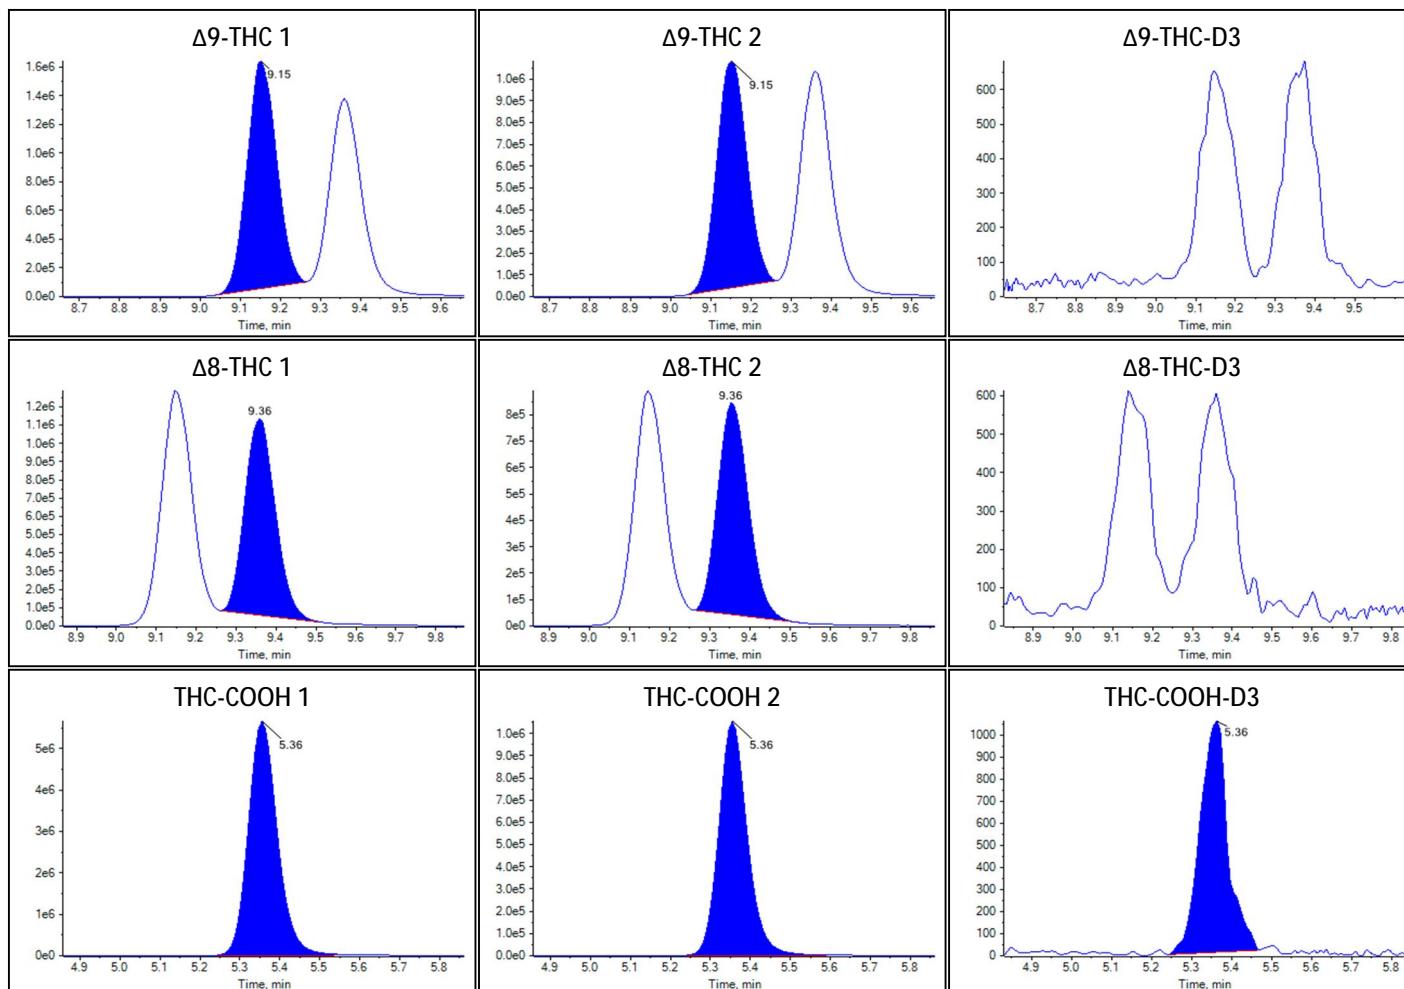 Δ9-THC 1
1.6e6
1.4e6
1.2e6
1.0e6
8.0e5
6.0e5
4.0e5
2.0e5
0.0e0
9.15
8.7 8.8 8.9 9.0 9.1 9.2 9.3 9.4 9.5 9.6
Time, min
Δ9-THC 2
1.0e6
9.0e5
8.0e5
7.0e5
6.0e5
5.0e5
4.0e5
3.0e5
2.0e5
1.0e5
0.0e0
9.15
8.7 8.8 8.9 9.0 9.1 9.2 9.3 9.4 9.5 9.6
Time, min
Δ9-THC-D3
600
500
400
300
200
100
0
8.7 8.8 8.9 9.0 9.1 9.2 9.3 9.4 9.5
Time, min
Δ8-THC 1
1.2e6
1.1e6
1.0e6
9.0e5
8.0e5
7.0e5
6.0e5
5.0e5
4.0e5
3.0e5
2.0e5
1.0e5
0.0e0
9.36
8.9 9.0 9.1 9.2 9.3 9.4 9.5 9.6 9.7 9.8
Time, min
Δ8-THC 2
8e5
7e5
6e5
5e5
4e5
3e5
2e5
1e5
0e0
9.36
8.9 9.0 9.1 9.2 9.3 9.4 9.5 9.6 9.7 9.8
Time, min
Δ8-THC-D3
600
500
400
300
200
100
0
8.9 9.0 9.1 9.2 9.3 9.4 9.5 9.6 9.7 9.8
Time, min
THC-COOH 1
5e6
4e6
3e6
2e6
1e6
0e0
5.36
4.9 5.0 5.1 5.2 5.3 5.4 5.5 5.6 5.7 5.8
Time, min
THC-COOH 2
1.0e6
9.0e5
8.0e5
7.0e5
6.0e5
5.0e5
4.0e5
3.0e5
2.0e5
1.0e5
0.0e0
5.36
4.9 5.0 5.1 5.2 5.3 5.4 5.5 5.6 5.7 5.8
Time, min
THC-COOH-D3
1000
900
800
700
600
500
400
300
200
100
0
5.36
4.9 5.0 5.1 5.2 5.3 5.4 5.5 5.6 5.7 5.8
Time, min